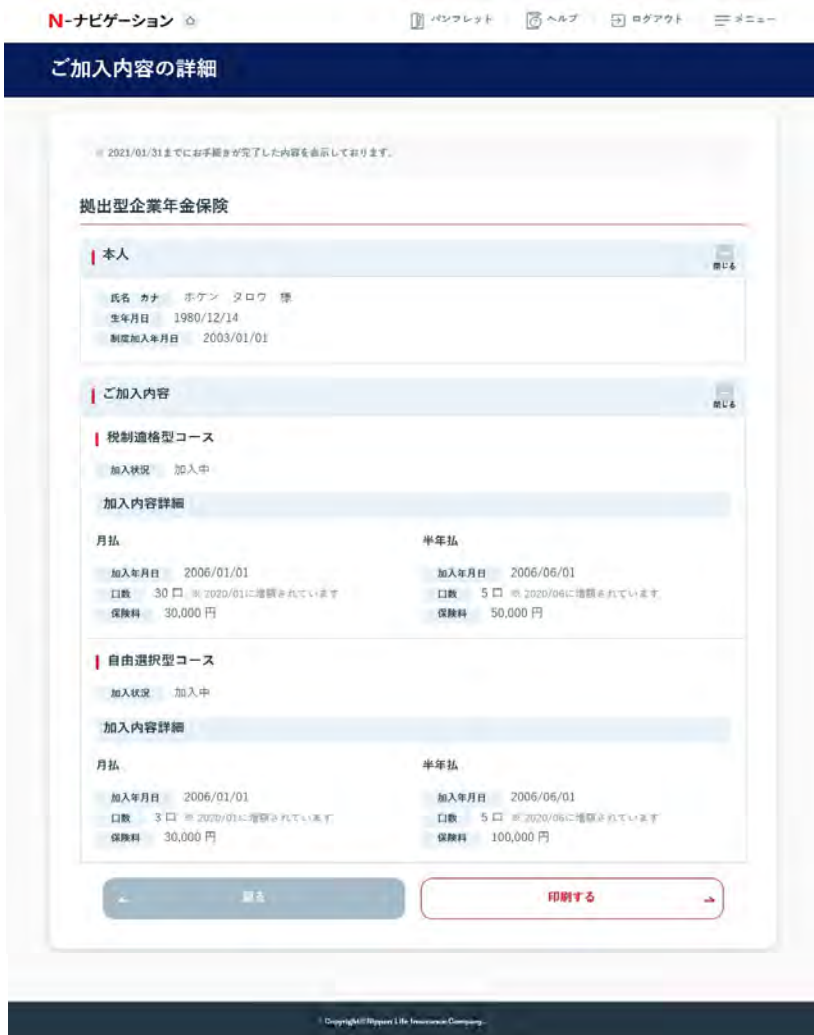 N-ナビゲーション パンフレット ヘルプ ログアウト メニュー
ご加入内容の詳細
※ 2021/01/31までにお手続きが完了した内容を表示しております。
拠出型企業年金保険
本人
閉じる
氏名 カナ ホケン タロウ 様
生年月日 1980/12/14
制度加入年月日 2003/01/01
ご加入内容
閉じる
税制適格型コース
加入状況 加入中
加入内容詳細
月払
加入年月日 2006/01/01
口数 30 口 ※ 2020/01に増額されています
保険料 30,000 円
半年払
加入年月日 2006/06/01
口数 5 口 ※ 2020/06に増額されています
保険料 50,000 円
自由選択型コース
加入状況 加入中
加入内容詳細
月払
加入年月日 2006/01/01
口数 3 口 ※ 2020/01に増額されています
保険料 30,000 円
半年払
加入年月日 2006/06/01
口数 5 口 ※ 2020/06に増額されています
保険料 100,000 円
戻る
印刷する
Copyright© Nippon Life Insurance Company.